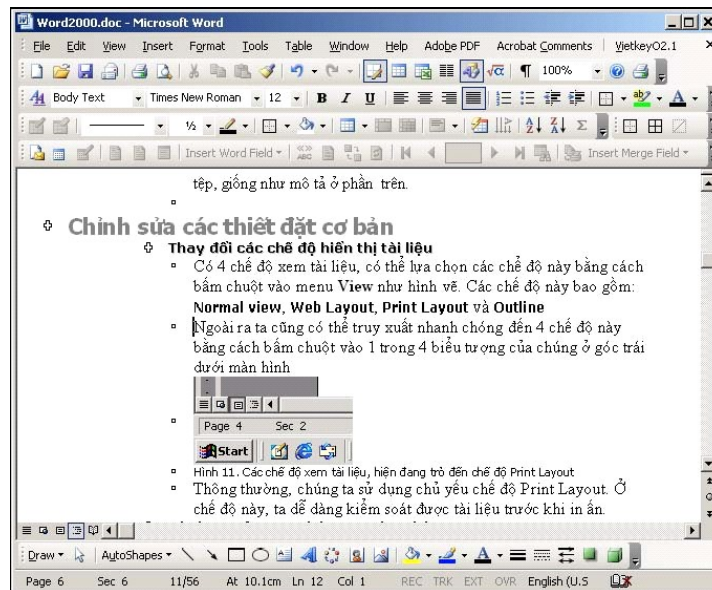 Word2000.doc - Microsoft Word
File Edit View Insert Format Tools Table Window Help Adobe PDF Acrobat Comments VietkeyO2.1
100%
Body Text Times New Roman 12 B I U
½
Insert Word Field Insert Merge Field
tệp, giống như mô tả ở phần trên.
Chỉnh sửa các thiết đặt cơ bản
Thay đổi các chế độ hiển thị tài liệu
Có 4 chế độ xem tài liệu, có thể lựa chọn các chể độ này bằng cách
bấm chuột vào menu View như hình vẽ. Các chế độ này bao gồm:
Normal view, Web Layout, Print Layout và Outline
Ngoài ra ta cũng có thể truy xuất nhanh chóng đến 4 chế độ này
bằng cách bấm chuột vào 1 trong 4 biểu tượng của chúng ở góc trái
dưới màn hình
Page 4 Sec 2
Start
Hình 11. Các chế độ xem tài liệu, hiện đang trỏ đến chế độ Print Layout
Thông thường, chúng ta sử dụng chủ yếu chế độ Print Layout. Ở
chế độ này, ta dễ dàng kiểm soát được tài liệu trước khi in ấn.
Draw AutoShapes
Page 6 Sec 6 11/56 At 10.1cm Ln 12 Col 1 REC TRK EXT OVR English (U.S